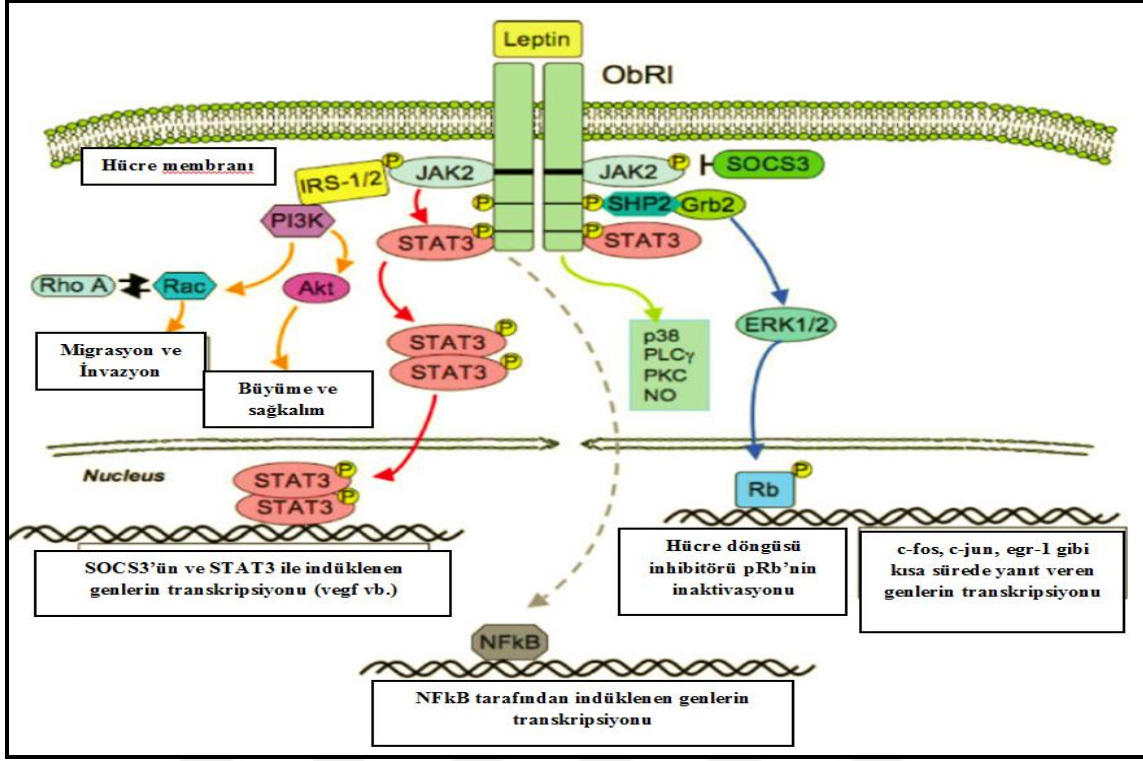 Leptin
ObRI
Hücre membranı
IRS-1/2
P
JAK2
JAK2
P
SOCS3
PI3K
P
P
SHP2
Grb2
STAT3
P
P
STAT3
Rho A
Rac
Akt
ERK1/2
STAT3
P
STAT3
P
p38
PLCγ
PKC
NO
Migrasyon ve
İnvazyon
Büyüme ve
sağkalım
Nucleus
STAT3
P
STAT3
P
Rb
P
SOCS3'ün ve STAT3 ile indüklenen
genlerin transkripsiyonu (vegf vb.)
Hücre döngüsü
inhibitörü pRb'nin
inaktivasyonu
c-fos, c-jun, egr-1 gibi
kısa sürede yanıt veren
genlerin transkripsiyonu
NFkB
NFkB tarafından indüklenen genlerin
transkripsiyonu